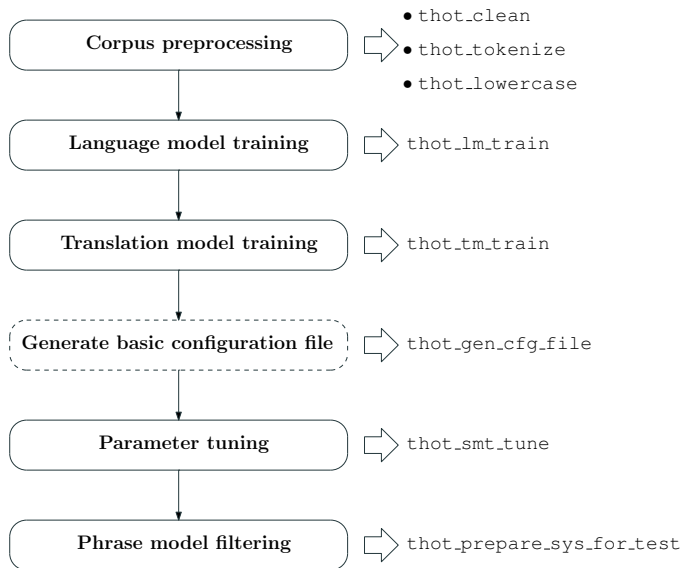 Corpus preprocessing
• thot_clean
• thot_tokenize
• thot_lowercase
Language model training
thot_lm_train
Translation model training
thot_tm_train
Generate basic configuration file
thot_gen_cfg_file
Parameter tuning
thot_smt_tune
Phrase model filtering
thot_prepare_sys_for_test